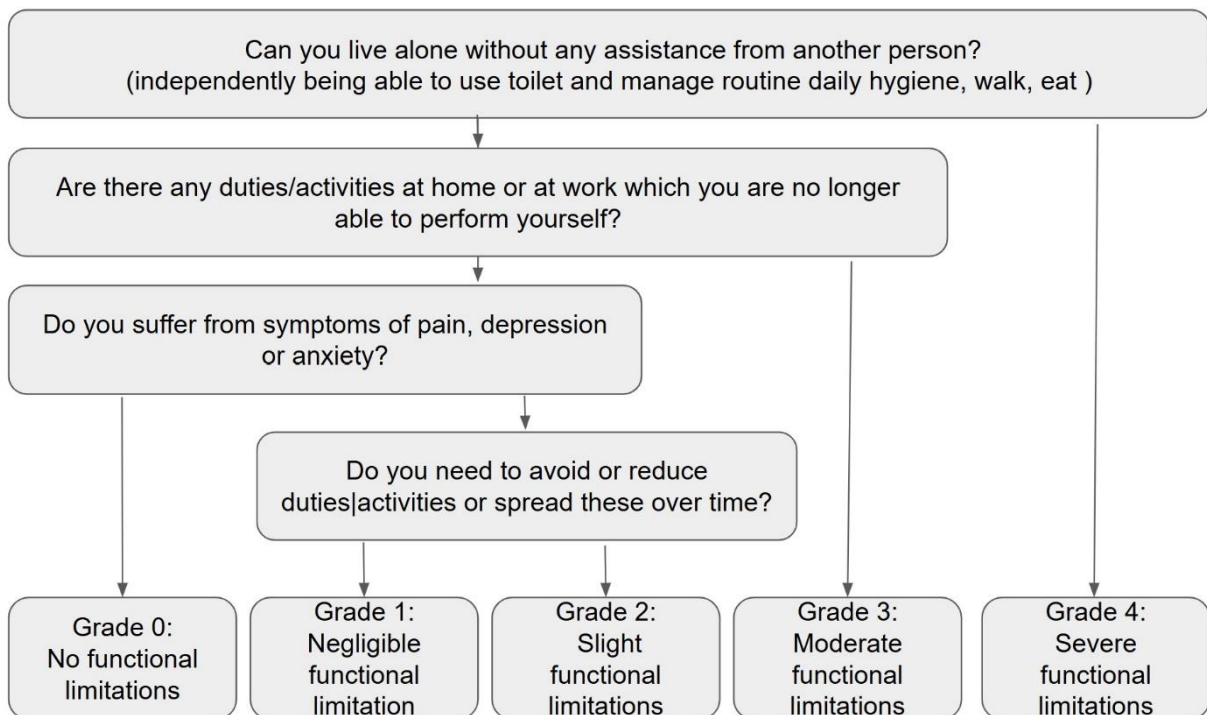 Can you live alone without any assistance from another person?
(independently being able to use toilet and manage routine daily hygiene, walk, eat )
Are there any duties/activities at home or at work which you are no longer
able to perform yourself?
Do you suffer from symptoms of pain, depression
or anxiety?
Do you need to avoid or reduce
duties|activities or spread these over time?
Grade 0:
No functional
limitations
Grade 1:
Negligible
functional
limitation
Grade 2:
Slight
functional
limitations
Grade 3:
Moderate
functional
limitations
Grade 4:
Severe
functional
limitations